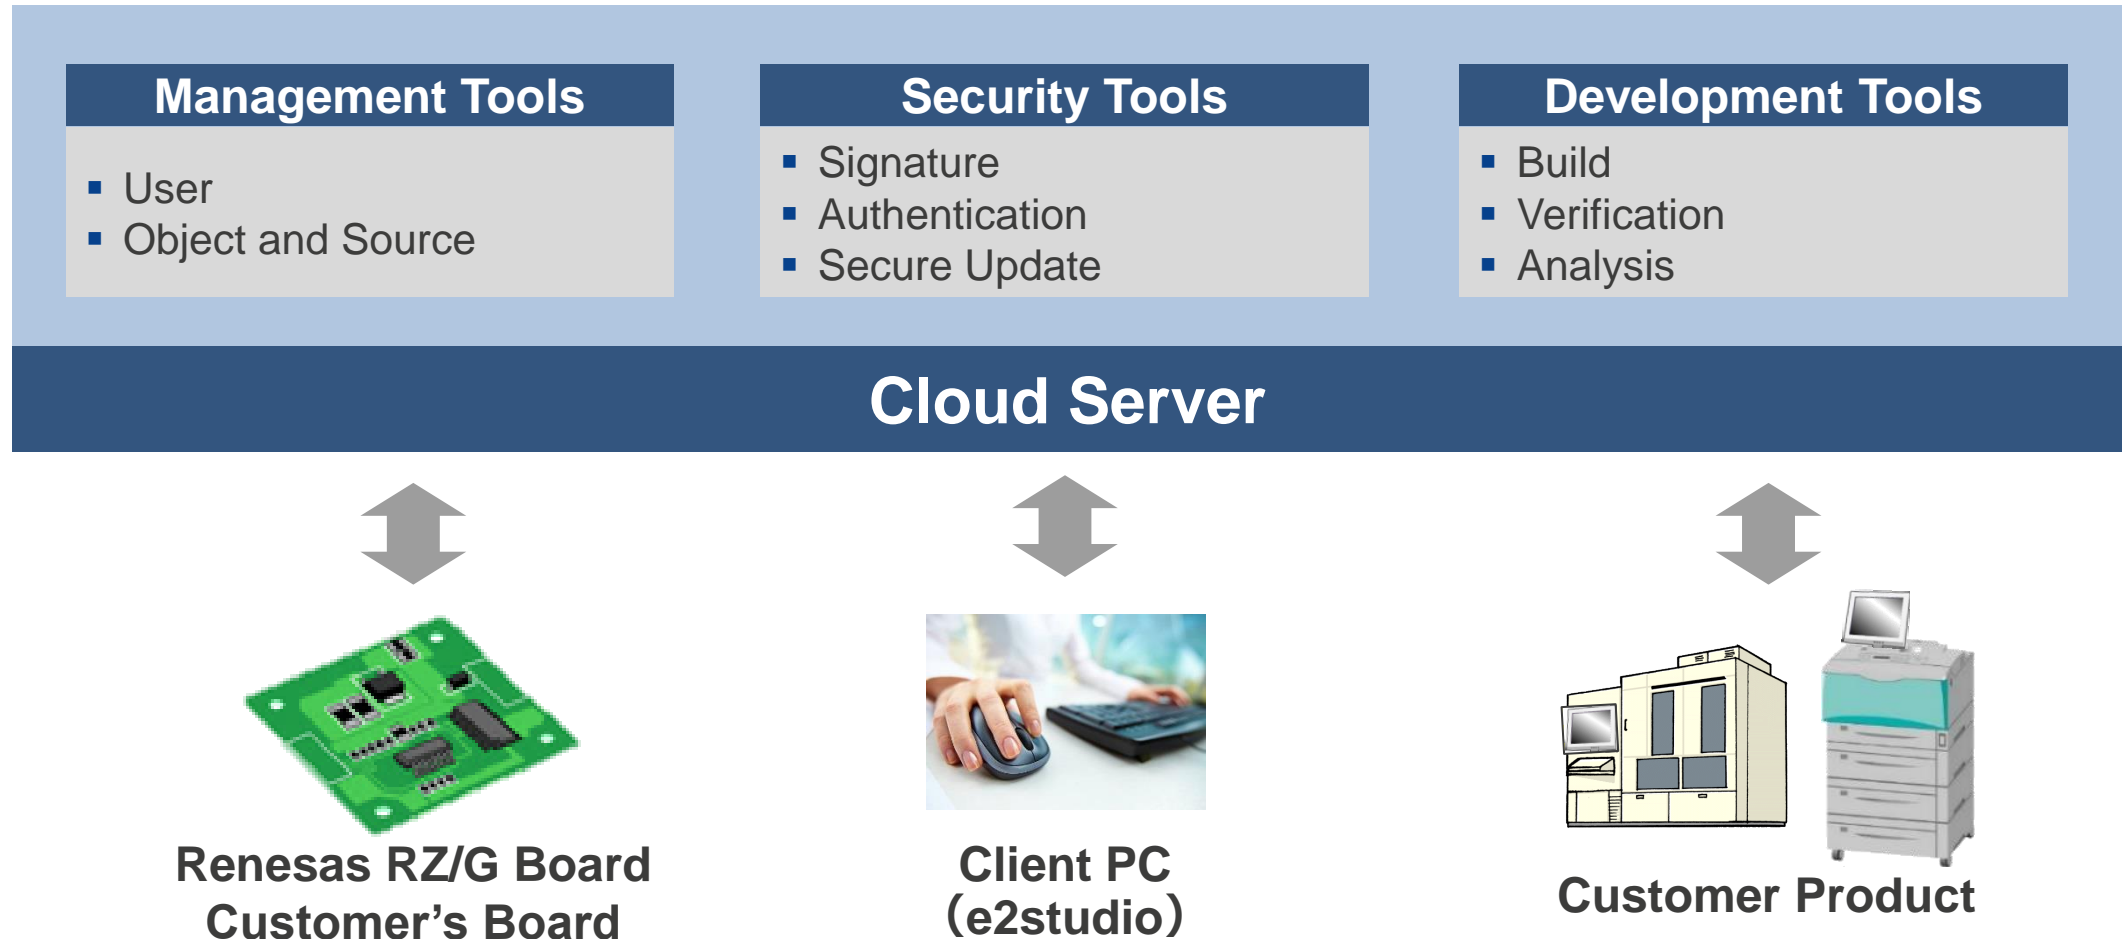 Management Tools
User
Object and Source
Security Tools
Signature
Authentication
Secure Update
Development Tools
Build
Verification
Analysis
Cloud Server
Renesas RZ/G Board
Customer’s Board
Client PC
（e2studio）
Customer Product